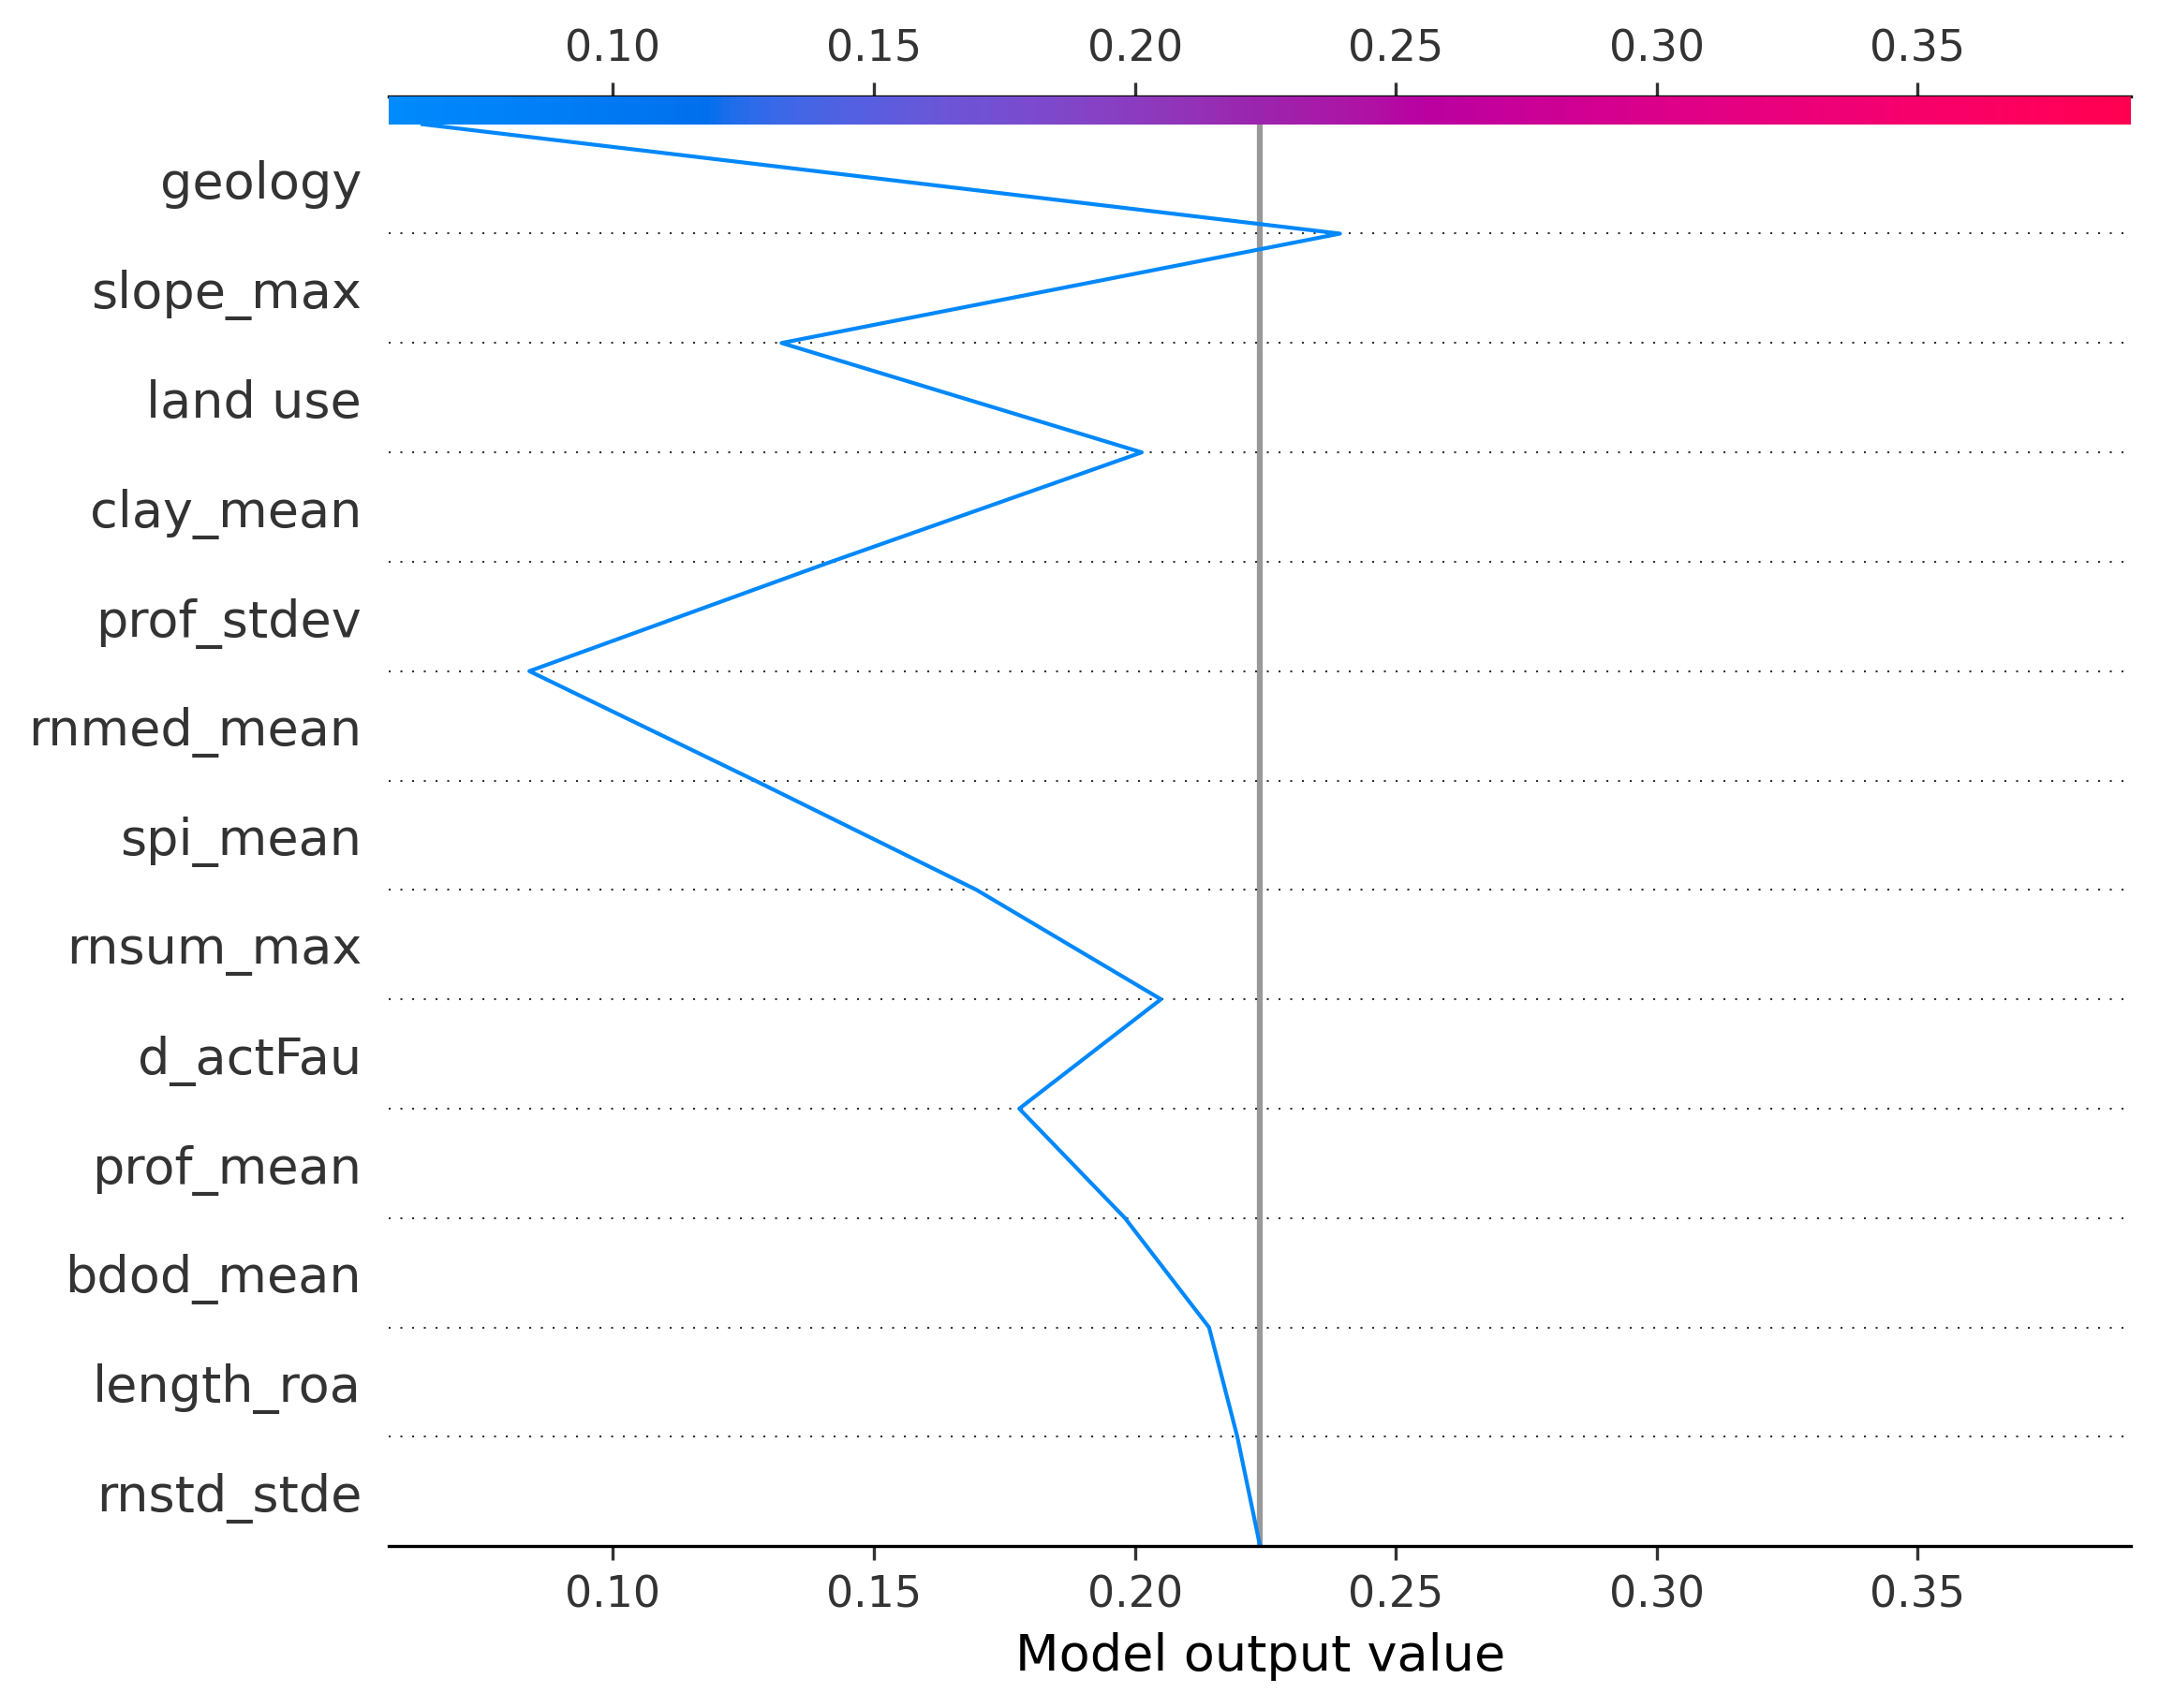 0.10 0.15 0.20 0.25 0.30 0.35
geology
slope_max
land use
clay_mean
prof_stdev
rnmed_mean
spi_mean
rnsum_max
d_actFau
prof_mean
bdod_mean
length_roa
rnstd_stde
0.10 0.15 0.20 0.25 0.30 0.35
Model output value